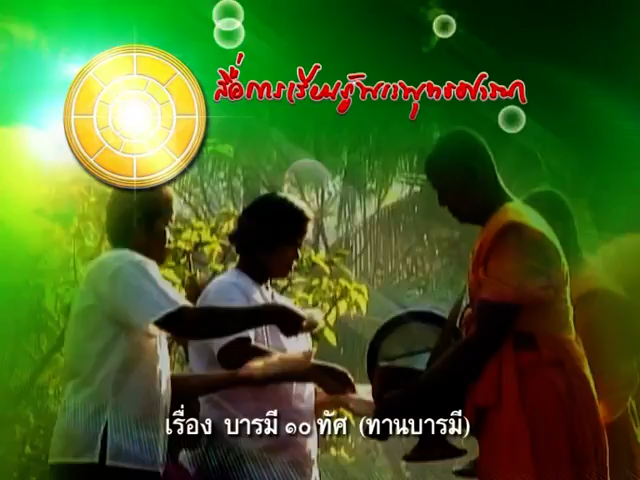 สื่อการเรียนรู้พระพุทธศาสนา
เรื่อง บารมี ๑๐ ทัศ (ทานบารมี)